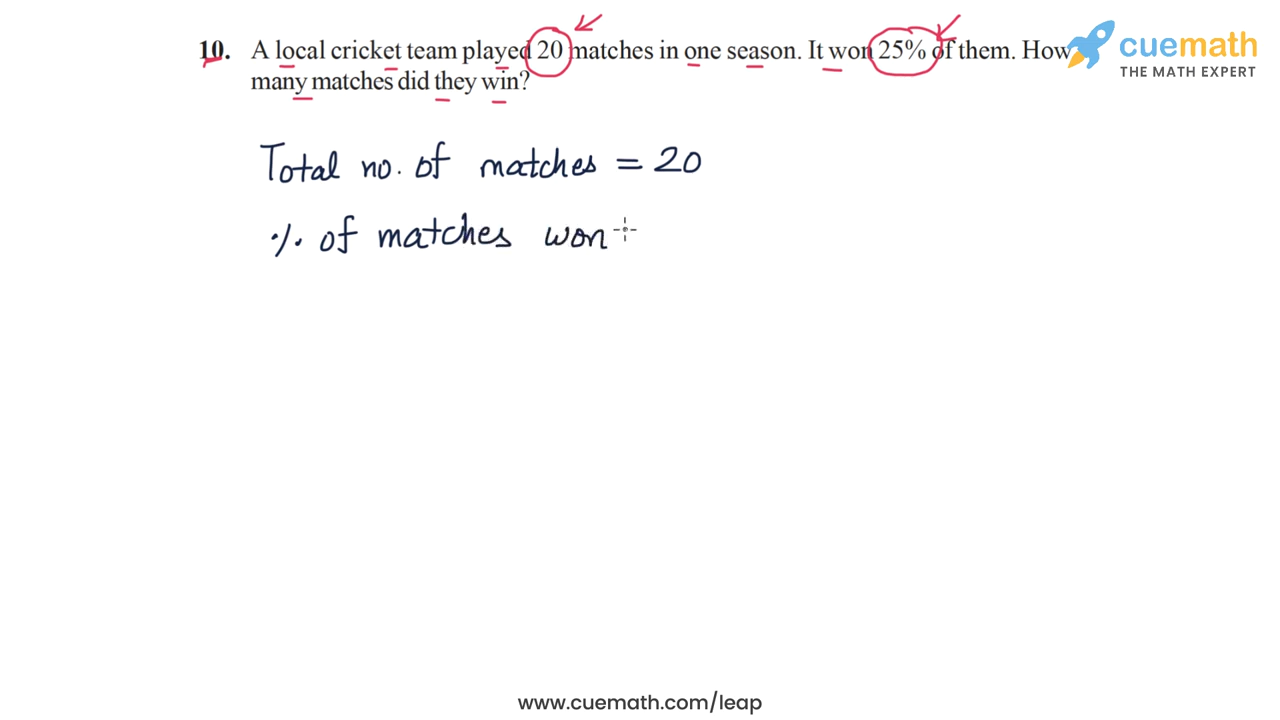 10. A local cricket team played 20 matches in one season. It won 25% of them. How
many matches did they win?
cuemath
THE MATH EXPERT
Total no. of matches = 20
% of matches won
www.cuemath.com/leap